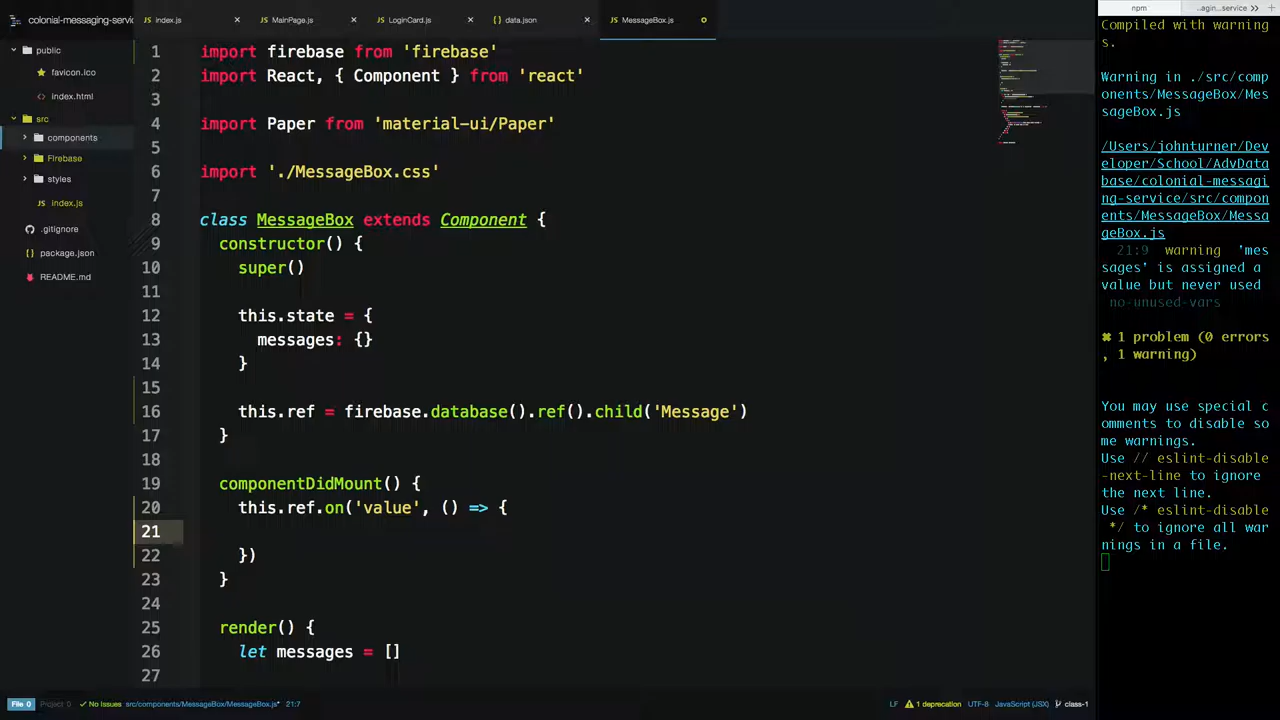 colonial-messaging-servic
index.js
MainPage.js
LoginCard.js
data.json
MessageBox.js
npm
...agin...service
public
favicon.ico
index.html
src
components
Firebase
styles
index.js
.gitignore
package.json
README.md
1 import firebase from 'firebase'
2 import React, { Component } from 'react'
3
4 import Paper from 'material-ui/Paper'
5
6 import './MessageBox.css'
7
8 class MessageBox extends Component {
9 constructor() {
10 super()
11
12 this.state = {
13 messages: {}
14 }
15
16 this.ref = firebase.database().ref().child('Message')
17 }
18
19 componentDidMount() {
20 this.ref.on('value', () => {
21
22 })
23 }
24
25 render() {
26 let messages = []
27
Compiled with warning
s.
Warning in ./src/comp
onents/MessageBox/Mes
sageBox.js
/Users/johnturner/Dev
eloper/School/AdvData
base/colonial-messagi
ng-service/src/compon
ents/MessageBox/Messa
geBox.js
21:9 warning 'mes
sages' is assigned a
value but never used
no-unused-vars
✖ 1 problem (0 errors
, 1 warning)
You may use special c
omments to disable so
me warnings.
Use // eslint-disable
-next-line to ignore
the next line.
Use /* eslint-disable
*/ to ignore all war
nings in a file.
File 0 Project 0 No Issues src/components/MessageBox/MessageBox.js* 21:7
LF 1 deprecation UTF-8 JavaScript (JSX) class-1